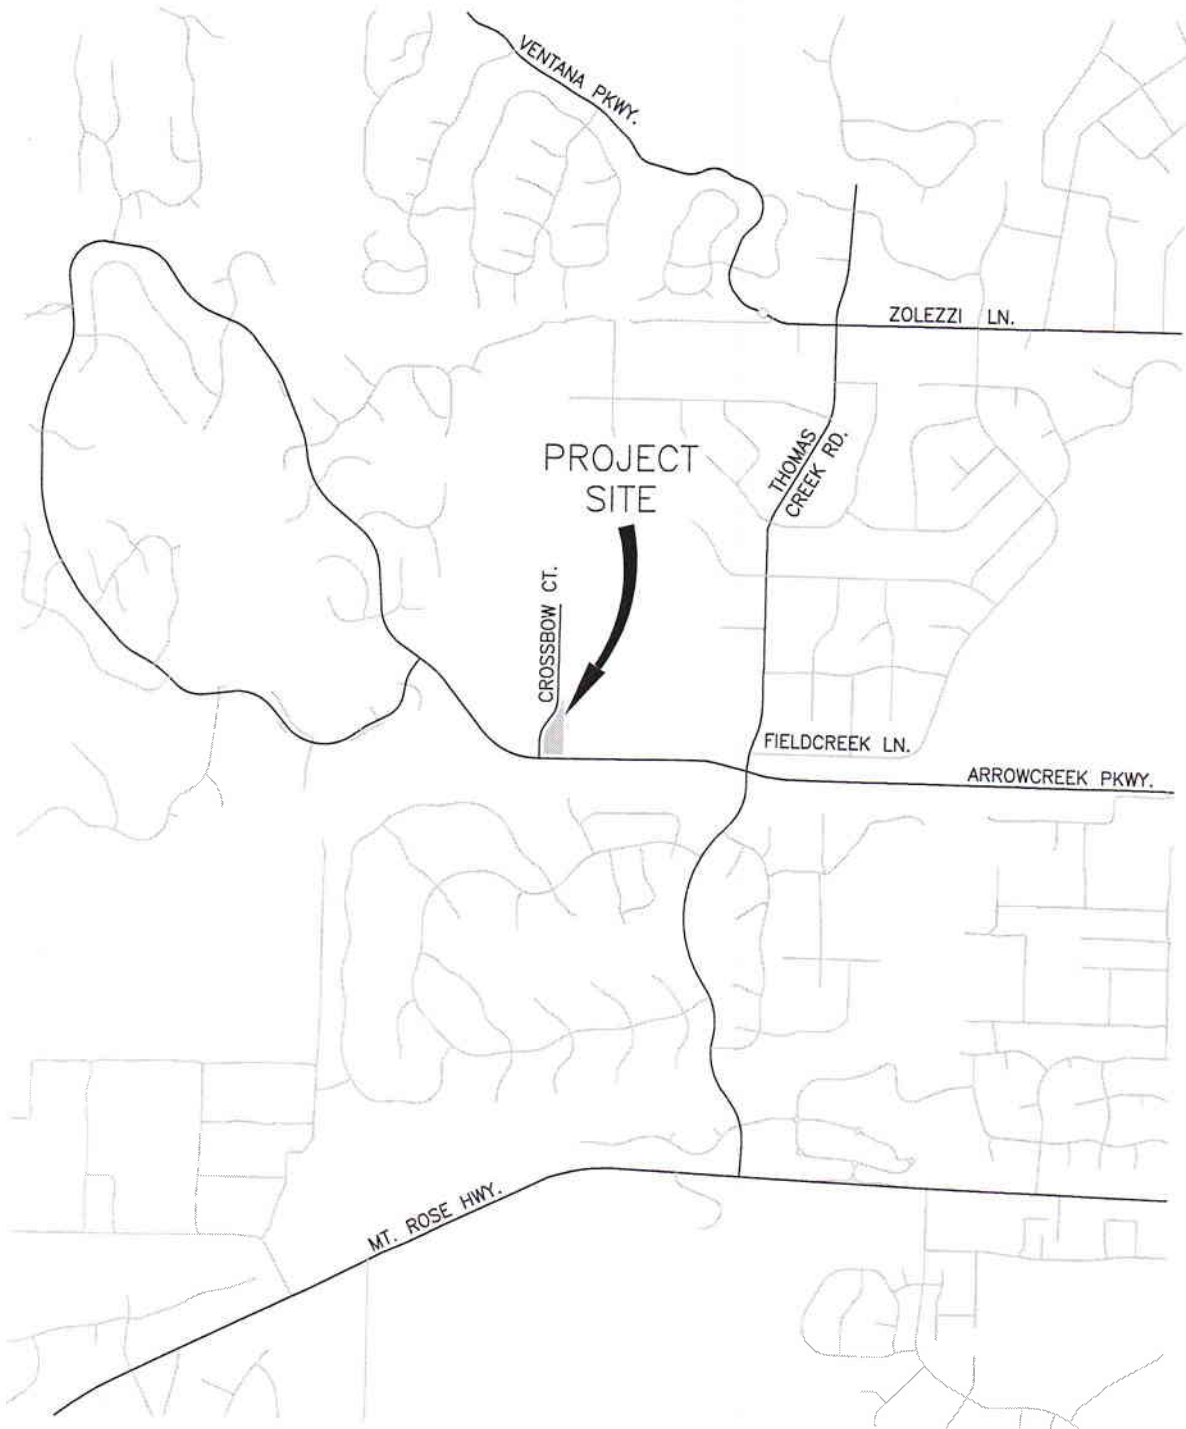 VENTANA PKWY.
ZOLEZZI LN.
THOMAS
CREEK RD.
PROJECT
SITE
CROSSBOW CT.
FIELDCREEK LN.
ARROWCREEK PKWY.
MT. ROSE HWY.